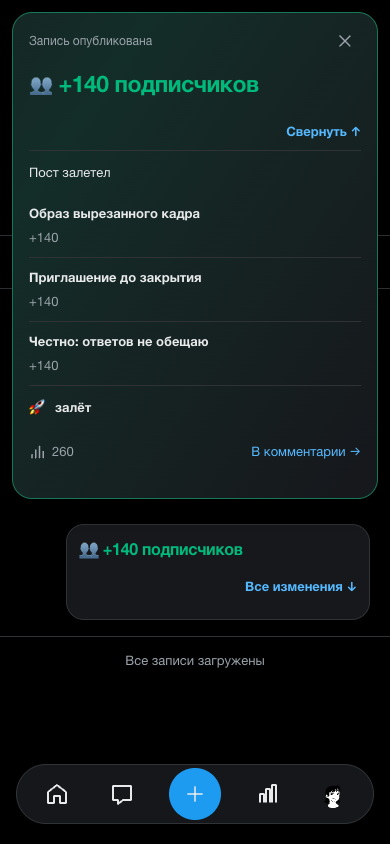 Запись опубликована
👥 +140 подписчиков
Свернуть ↑
Пост залетел
Образ вырезанного кадра
+140
Приглашение до закрытия
+140
Честно: ответов не обещаю
+140
🚀 залёт
260
В комментарии →
👥 +140 подписчиков
Все изменения ↓
Все записи загружены